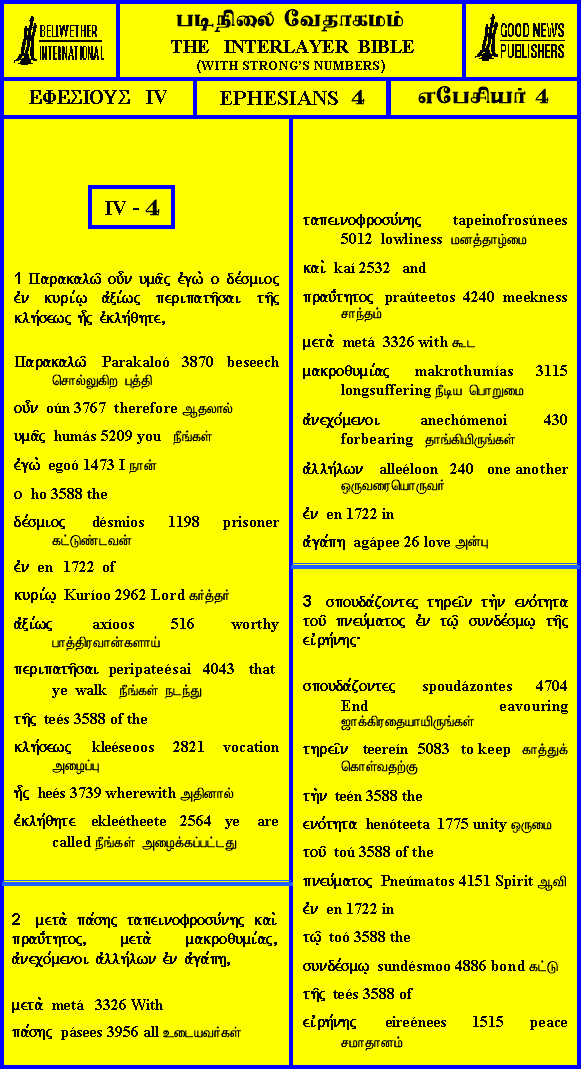 BELLWETHER
INTERNATIONAL
படிநிலை வேதாகமம்
THE INTERLAYER BIBLE
(WITH STRONG'S NUMBERS)
GOOD NEWS
PUBLISHERS
ΕΦΕΣΙΟΥΣ IV
EPHESIANS 4
எபேசியர் 4
IV - 4
1 Παρακαλῶ οὖν υμᾶς ἐγὼ ο δέσμιος
ἐν κυρίῳ ἀξίως περιπατῆσαι τῆς
κλήσεως ἧς ἐκλήθητε,
Παρακαλῶ Parakaloó 3870 beseech
சொல்லுகிற புத்தி
οὖν oún 3767 therefore ஆதலால்
υμᾶς humás 5209 you நீங்கள்
ἐγὼ egoó 1473 I நான்
ο ho 3588 the
δέσμιος désmios 1198 prisoner
கட்டுண்டவன்
ἐν en 1722 of
κυρίῳ Kuríoo 2962 Lord கர்த்தர்
ἀξίως axíoos 516 worthy
பாத்திரவான்களாய்
περιπατῆσαι peripateésai 4043 that
ye walk நீங்கள் நடந்து
τῆς teés 3588 of the
κλήσεως kleéseoos 2821 vocation
அழைப்பு
ἧς heés 3739 wherewith அதினால்
ἐκλήθητε ekleétheete 2564 ye are
called நீங்கள் அழைக்கப்பட்டது
2 μετὰ πάσης ταπεινοφροσύνης καὶ
πραΰτητος, μετὰ μακροθυμίας,
ἀνεχόμενοι ἀλλήλων ἐν ἀγάπῃ,
μετὰ metá 3326 With
πάσης pásees 3956 all உடையவர்கள்
ταπεινοφροσύνης tapeinofrosúnees
5012 lowliness மனத்தாழ்மை
καὶ kaí 2532 and
πραΰτητος praúteetos 4240 meekness
சாந்தம்
μετὰ metá 3326 with கூட
μακροθυμίας makrothumías 3115
longsuffering நீடிய பொறுமை
ἀνεχόμενοι anechómenoi 430
forbearing தாங்கியிருங்கள்
ἀλλήλων alleéloon 240 one another
ஒருவரையொருவர்
ἐν en 1722 in
ἀγάπη agápee 26 love அன்பு
3 σπουδάζοντες τηρεῖν τὴν ενότητα
τοῦ πνεύματος ἐν τῷ συνδέσμῳ τῆς
εἰρήνης·
σπουδάζοντες spoudázontes 4704
End eavouring
ஜாக்கிரதையாயிருங்கள்
τηρεῖν teereín 5083 to keep காத்துக்
கொள்வதற்கு
τὴν teén 3588 the
ενότητα henóteeta 1775 unity ஒருமை
τοῦ toú 3588 of the
πνεύματος Pneúmatos 4151 Spirit ஆவி
ἐν en 1722 in
τῷ toó 3588 the
συνδέσμῳ sundésmoo 4886 bond கட்டு
τῆς teés 3588 of
εἰρήνης eireénees 1515 peace
சமாதானம்